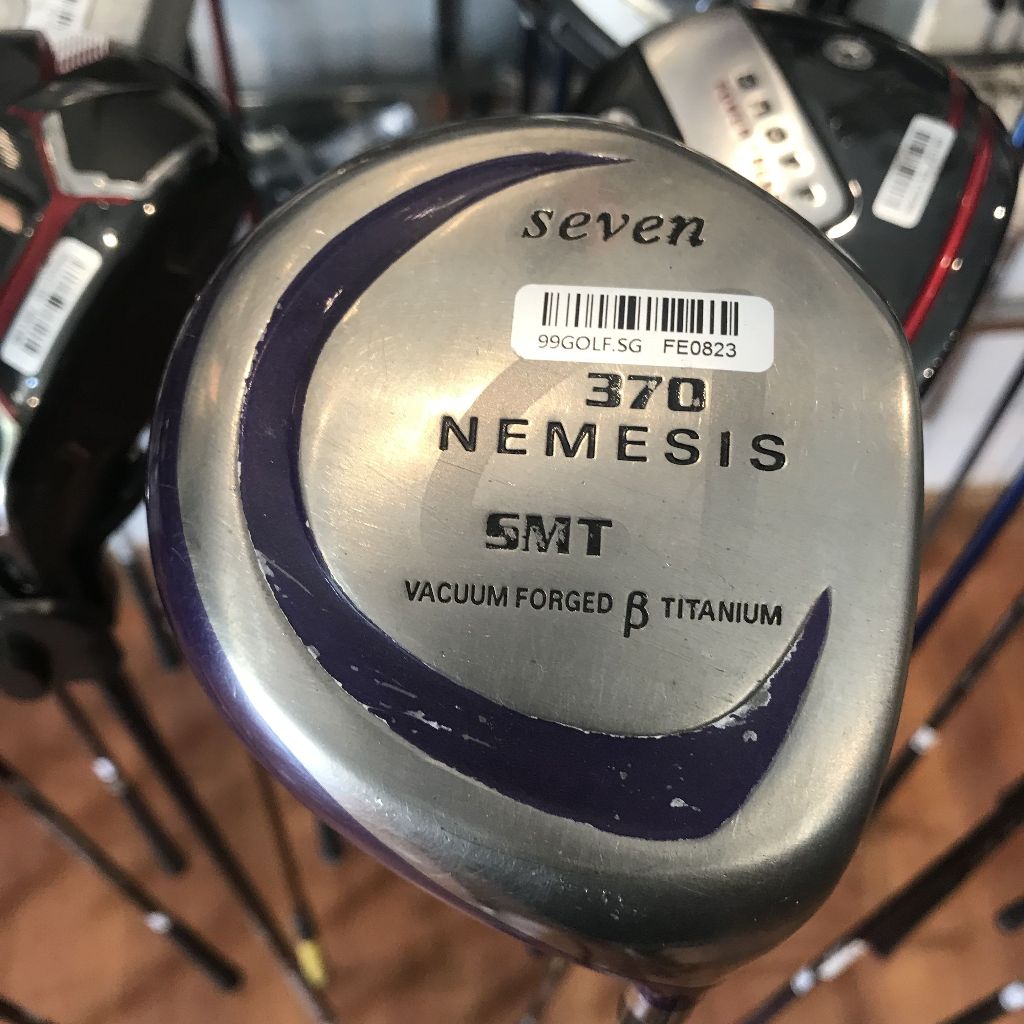 seven
99GOLF.SG FE0823
370
NEMESIS
SMT
VACUUM FORGED β TITANIUM